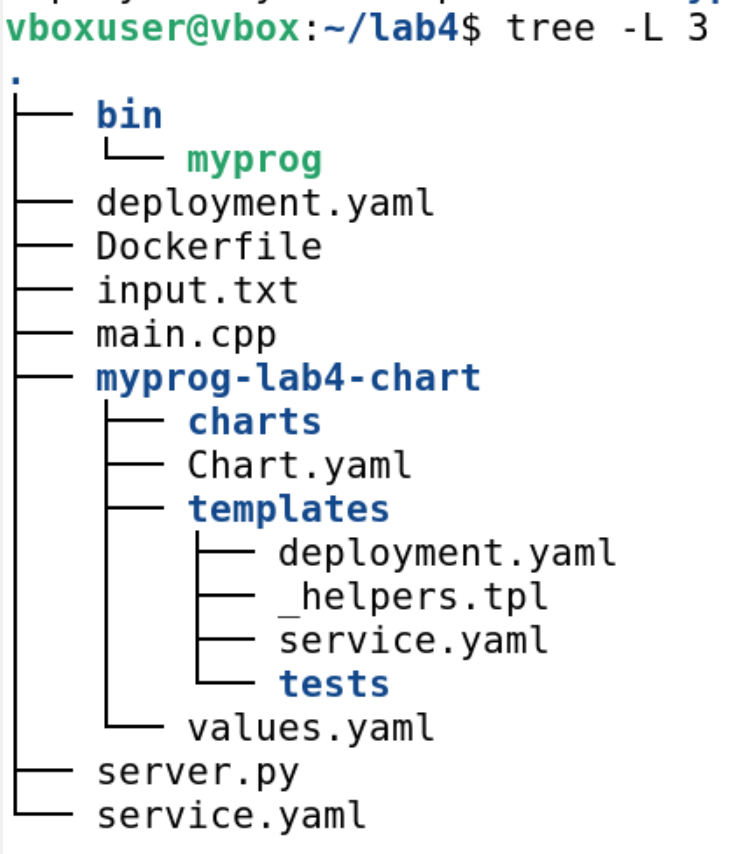 vboxuser@vbox:~/lab4$ tree -L 3
.
├── bin
│   └── myprog
├── deployment.yaml
├── Dockerfile
├── input.txt
├── main.cpp
├── myprog-lab4-chart
│   ├── charts
│   ├── Chart.yaml
│   ├── templates
│   │   ├── deployment.yaml
│   │   ├── _helpers.tpl
│   │   ├── service.yaml
│   │   └── tests
│   └── values.yaml
├── server.py
└── service.yaml